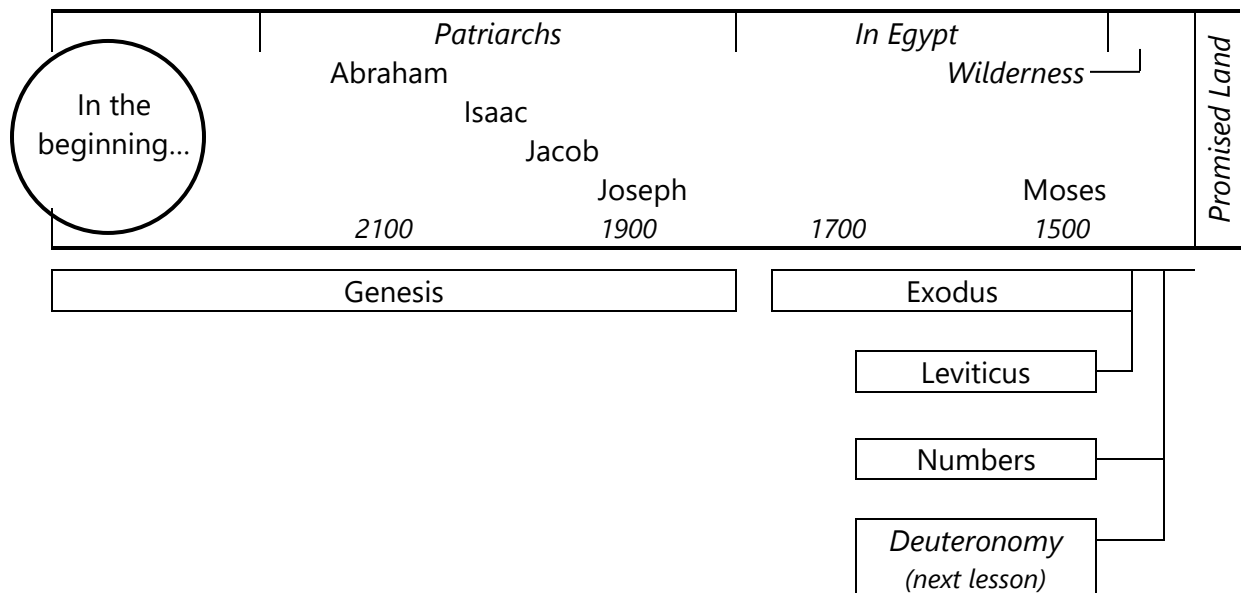 Patriarchs
In Egypt
Promised Land
Abraham
Wilderness
In the
beginning...
Isaac
Jacob
Joseph
Moses
2100
1900
1700
1500
Genesis
Exodus
Leviticus
Numbers
Deuteronomy
(next lesson)